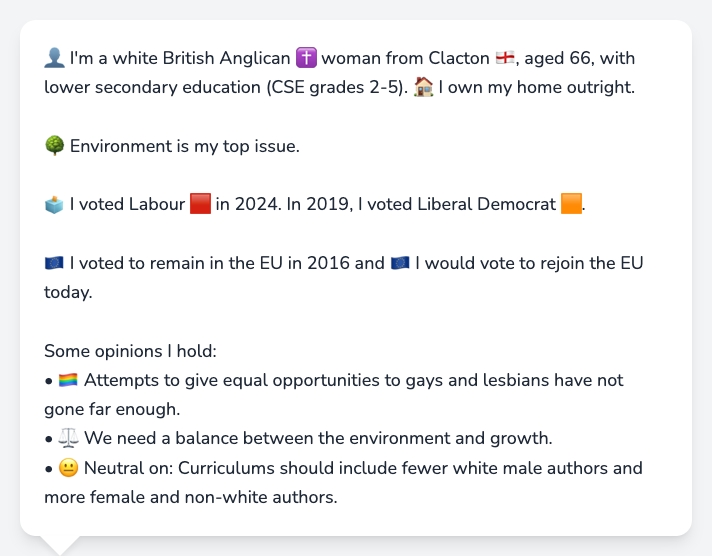 👤 I'm a white British Anglican ✝️ woman from Clacton 🏴󠁧󠁢󠁥󠁮󠁧󠁿, aged 66, with
lower secondary education (CSE grades 2-5). 🏠 I own my home outright.
🌳 Environment is my top issue.
🗳️ I voted Labour 🟥 in 2024. In 2019, I voted Liberal Democrat 🟧.
🇪🇺 I voted to remain in the EU in 2016 and 🇪🇺 I would vote to rejoin the EU
today.
Some opinions I hold:
• 🏳️‍🌈 Attempts to give equal opportunities to gays and lesbians have not
gone far enough.
• ⚖️ We need a balance between the environment and growth.
• 😐 Neutral on: Curriculums should include fewer white male authors and
more female and non-white authors.